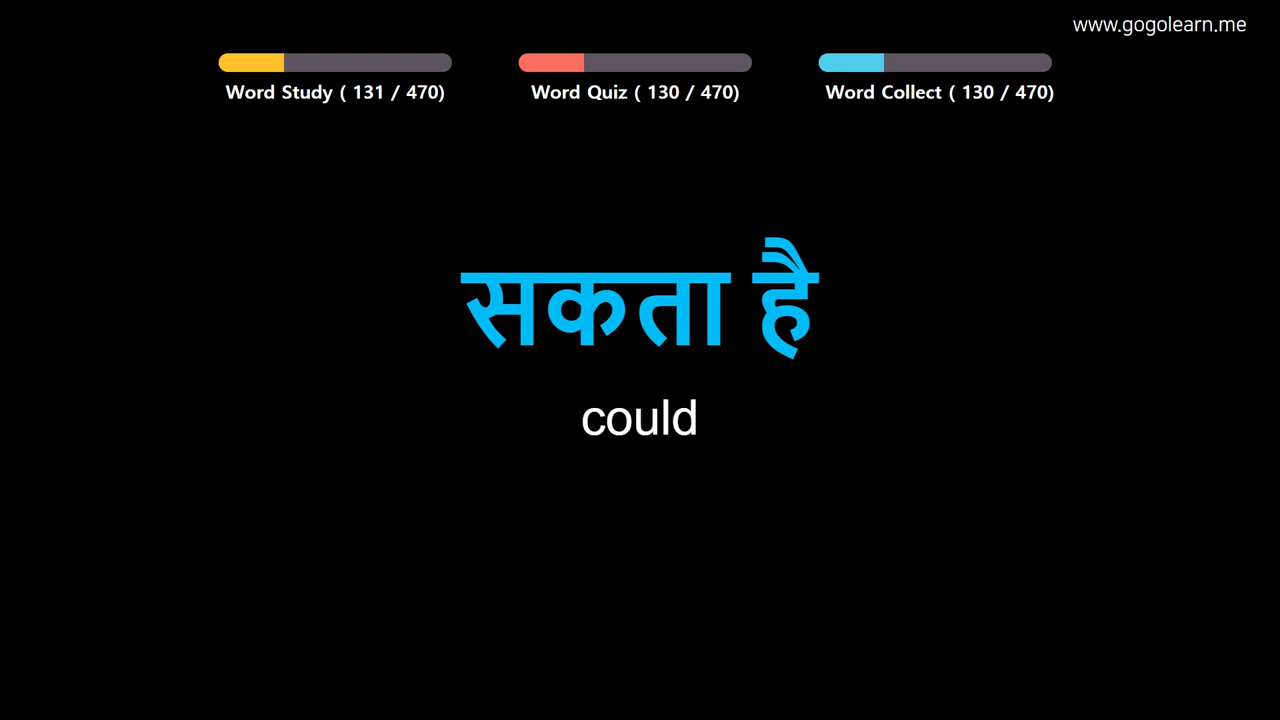 www.gogolearn.me
Word Study ( 131 / 470)
Word Quiz ( 130 / 470)
Word Collect ( 130 / 470)
सकता है
could